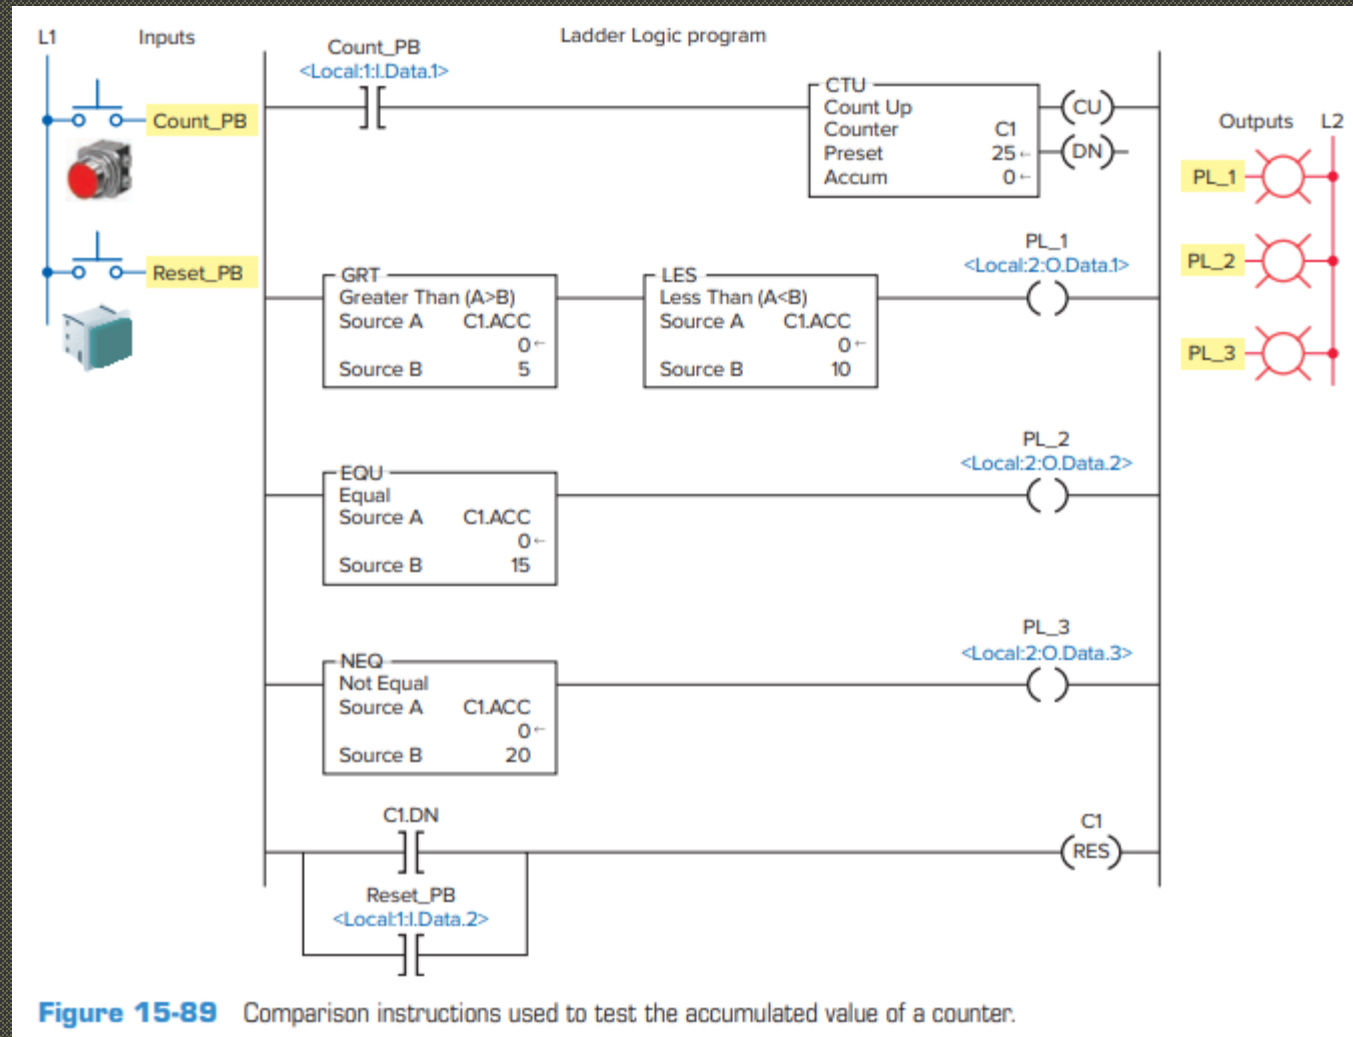 L1
Inputs
Ladder Logic program
Count_PB
<Local:1:I.Data.1>
Count_PB
CTU
Count Up
Counter C1
Preset 25
Accum 0
CU
DN
Outputs L2
PL_1
PL_2
PL_3
Reset_PB
PL_1
<Local:2:O.Data.1>
GRT
Greater Than (A>B)
Source A C1.ACC
0
Source B 5
LES
Less Than (A<B)
Source A C1.ACC
0
Source B 10
PL_2
<Local:2:O.Data.2>
EQU
Equal
Source A C1.ACC
0
Source B 15
PL_3
<Local:2:O.Data.3>
NEQ
Not Equal
Source A C1.ACC
0
Source B 20
C1.DN
C1
RES
Reset_PB
<Local:1:I.Data.2>
Figure 15-89 Comparison instructions used to test the accumulated value of a counter.